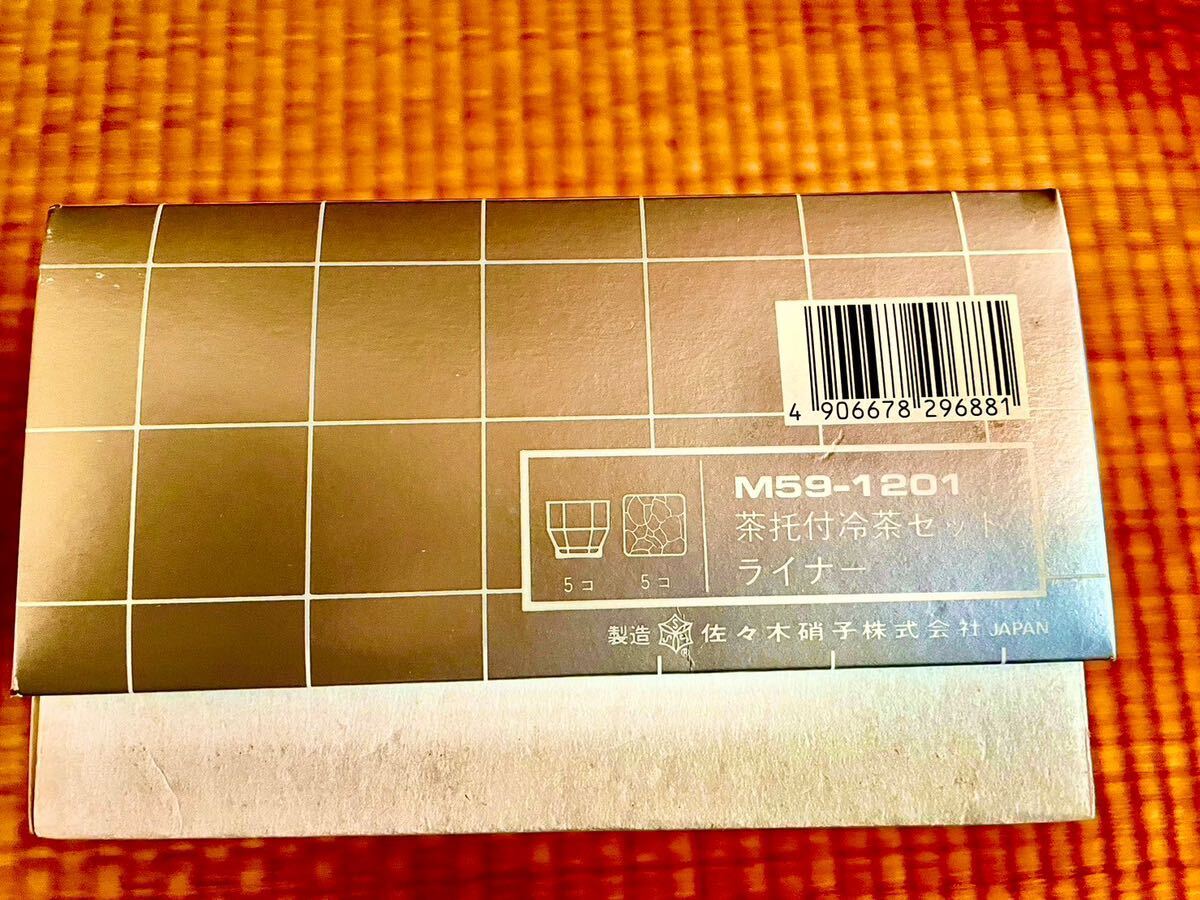 4 906678 296881
M59-1201
茶托付冷茶セット
ライナー
5コ 5コ
製造 佐々木硝子株式会社 JAPAN